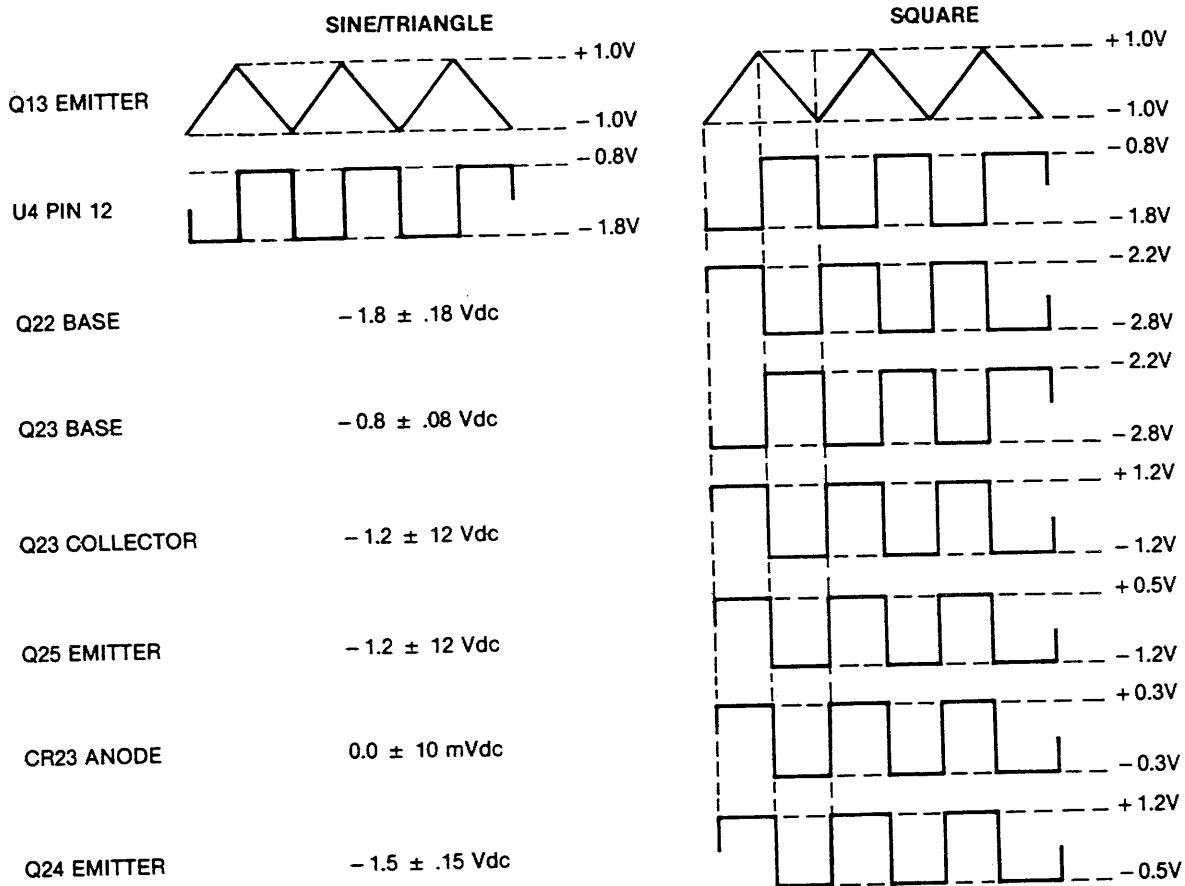 SINE/TRIANGLE
SQUARE
Q13 EMITTER
+ 1.0V
- 1.0V
+ 1.0V
- 1.0V
U4 PIN 12
- 0.8V
- 1.8V
- 0.8V
- 1.8V
Q22 BASE
- 1.8 ± .18 Vdc
- 2.2V
- 2.8V
Q23 BASE
- 0.8 ± .08 Vdc
- 2.2V
- 2.8V
Q23 COLLECTOR
- 1.2 ± 12 Vdc
+ 1.2V
- 1.2V
Q25 EMITTER
- 1.2 ± 12 Vdc
+ 0.5V
- 1.2V
CR23 ANODE
0.0 ± 10 mVdc
+ 0.3V
- 0.3V
Q24 EMITTER
- 1.5 ± .15 Vdc
+ 1.2V
- 0.5V